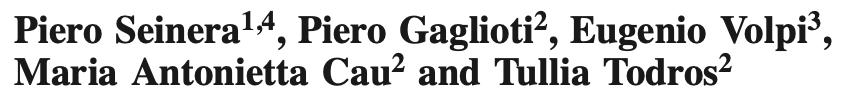 Piero Seinera1,4, Piero Gaglioti2, Eugenio Volpi3,
Maria Antonietta Cau2 and Tullia Todros2